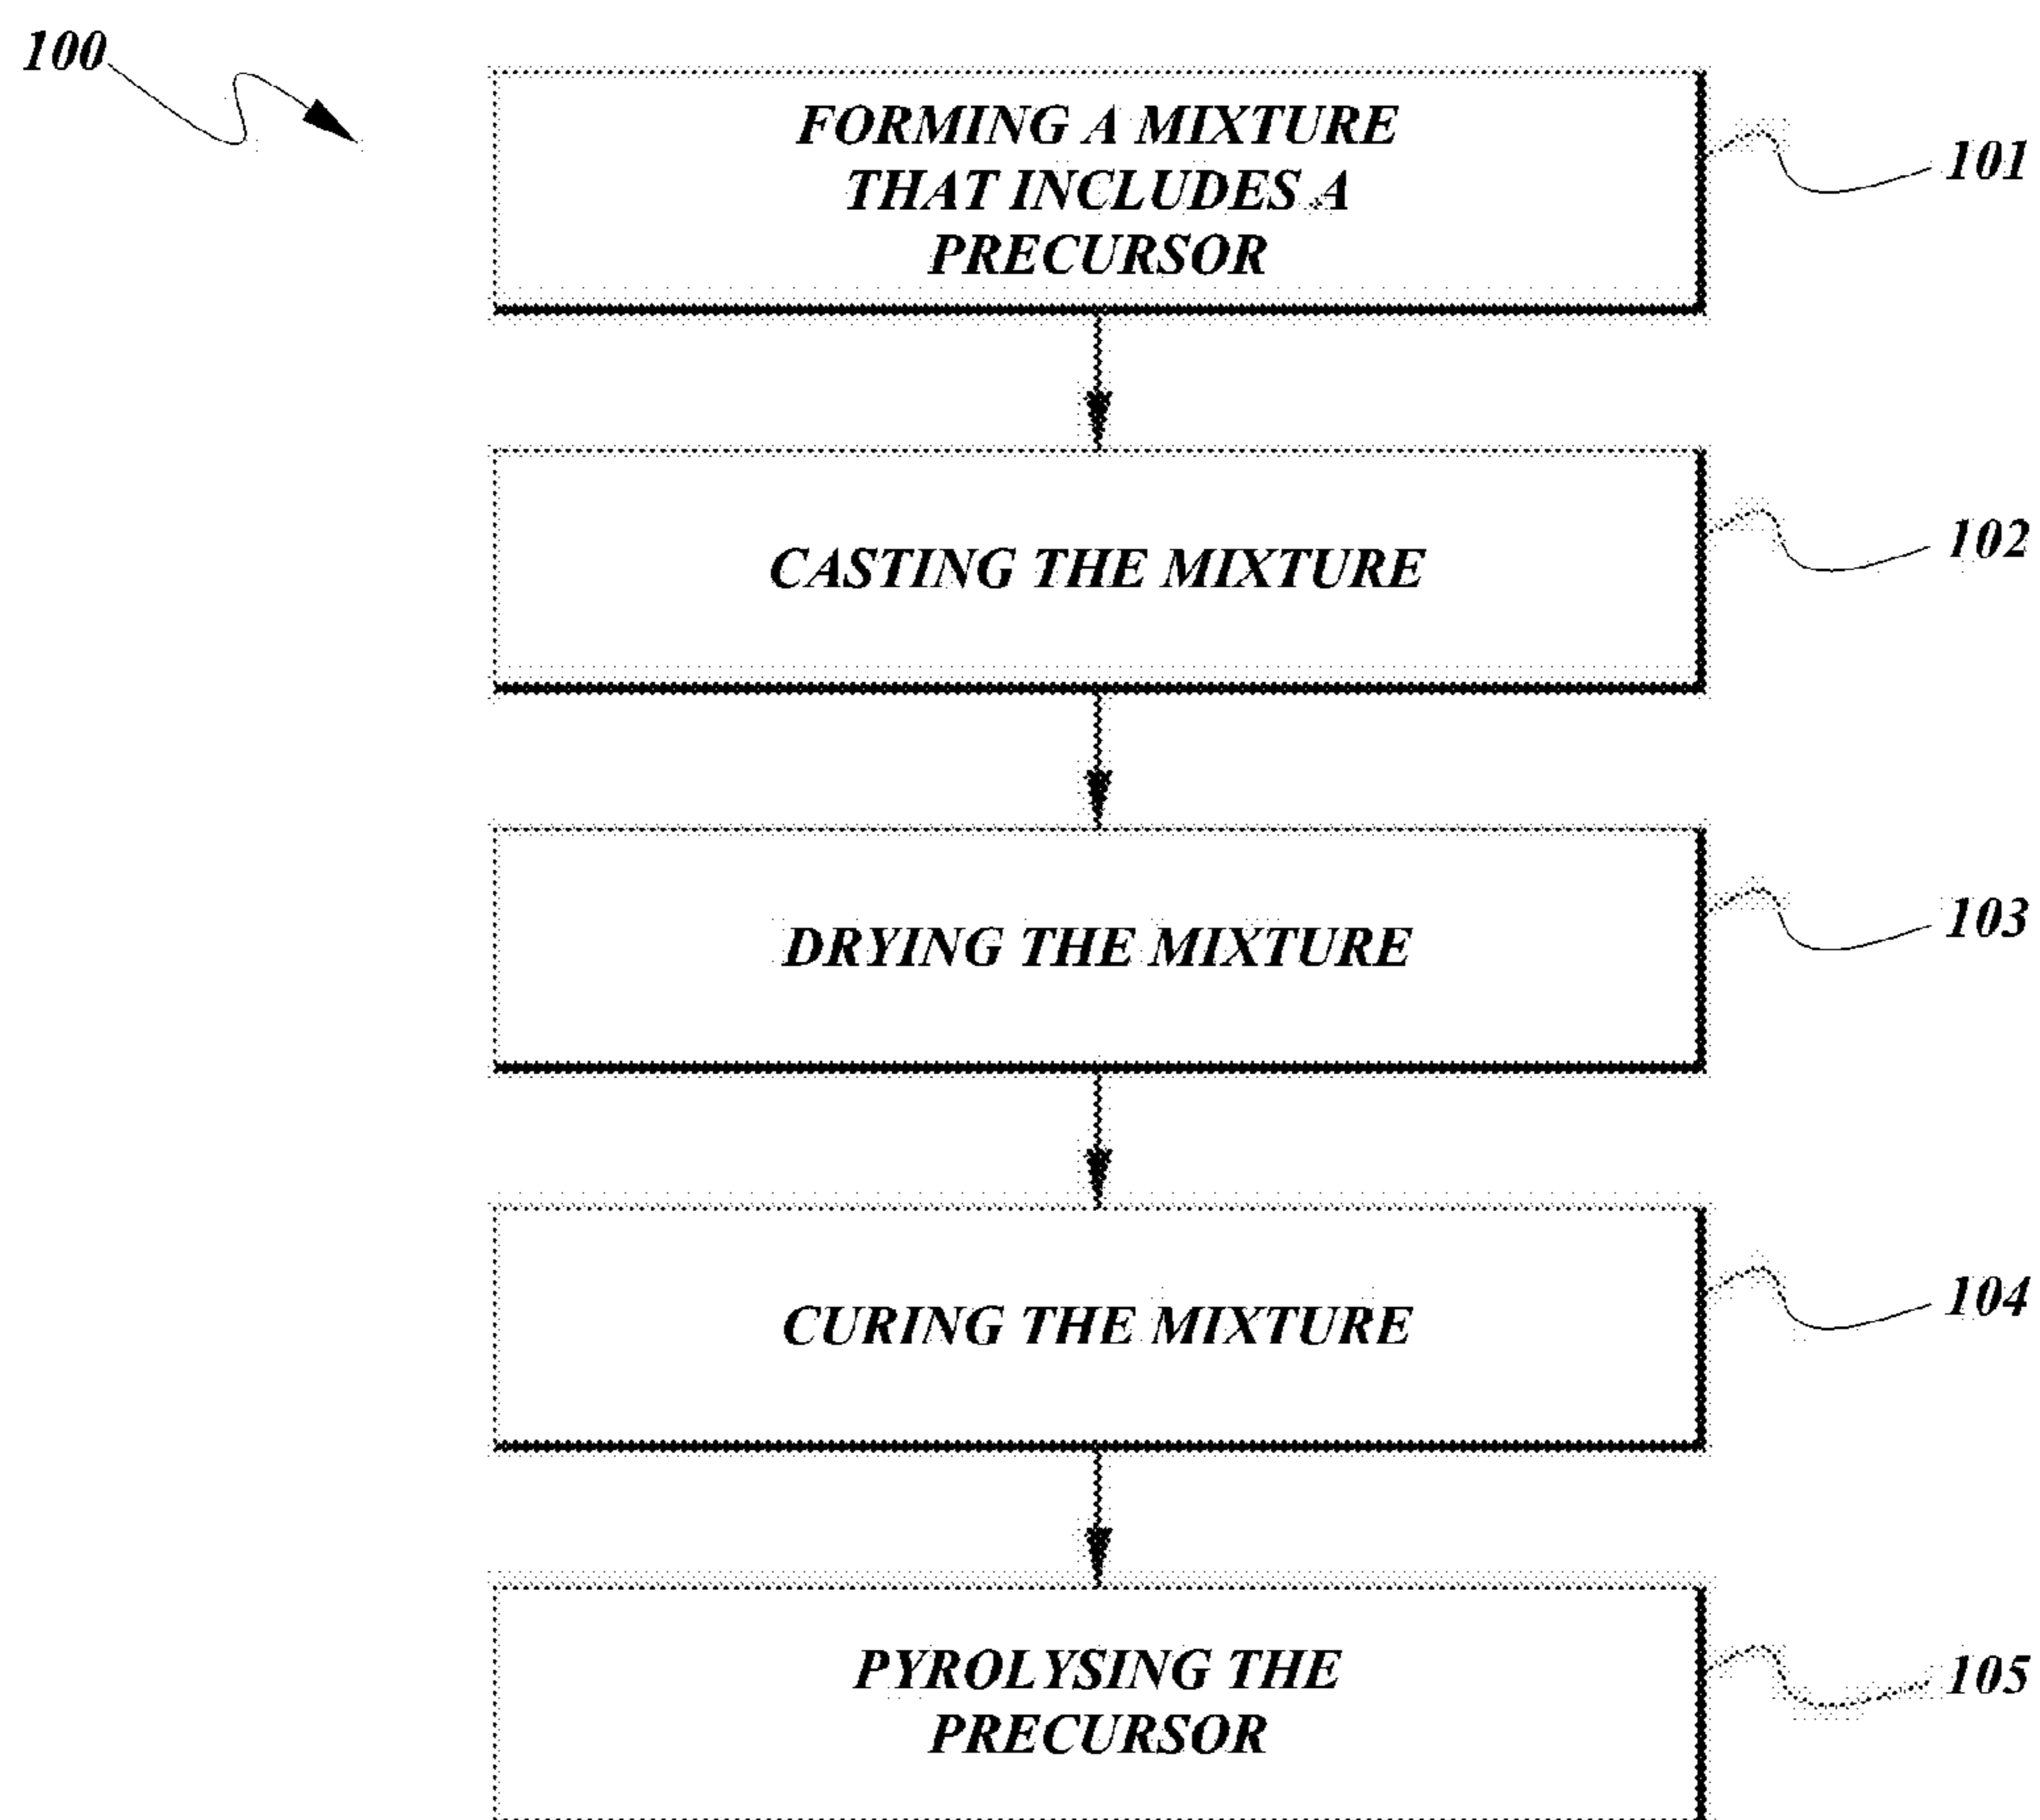 100
FORMING A MIXTURE
THAT INCLUDES A
PRECURSOR
101
CASTING THE MIXTURE
102
DRYING THE MIXTURE
103
CURING THE MIXTURE
104
PYROLYSING THE
PRECURSOR
105